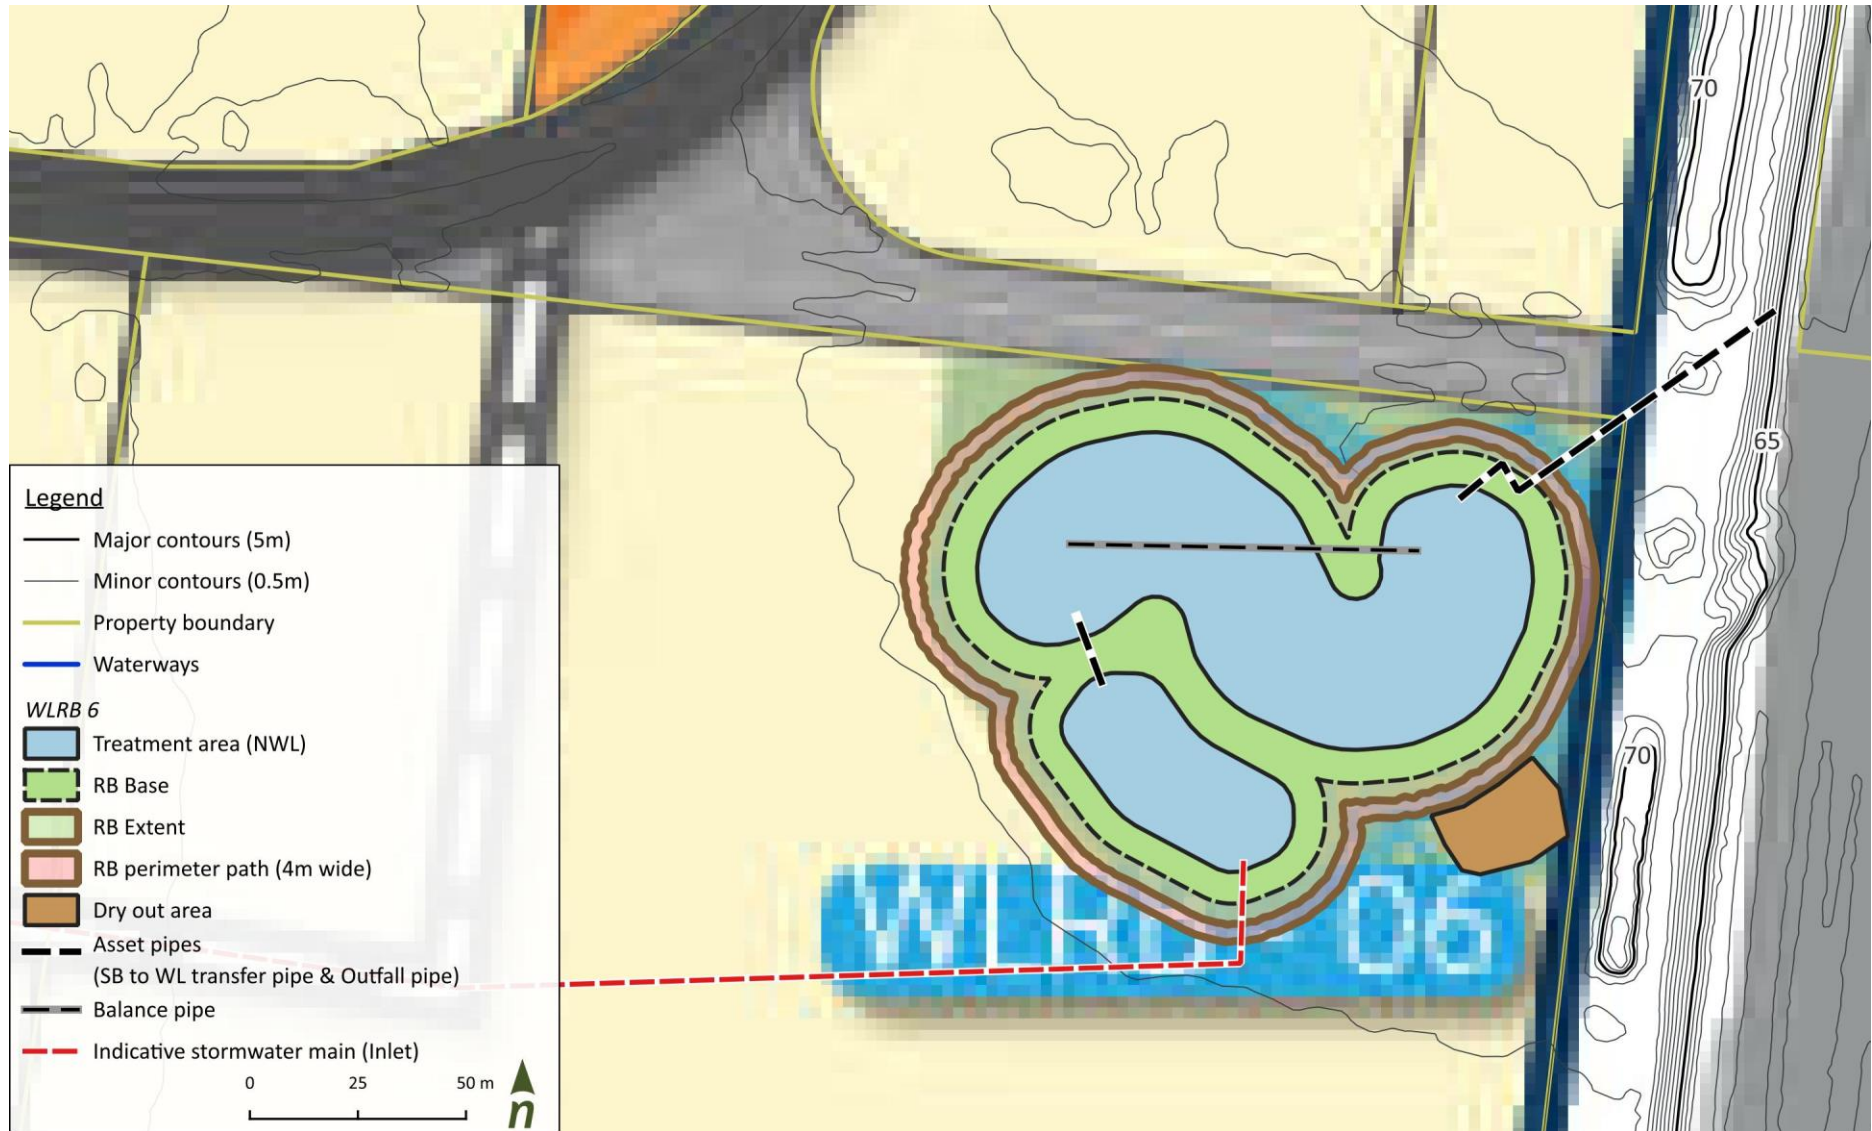 70
65
70
WLRB 06
Legend
Major contours (5m)
Minor contours (0.5m)
Property boundary
Waterways
WLRB 6
Treatment area (NWL)
RB Base
RB Extent
RB perimeter path (4m wide)
Dry out area
Asset pipes
(SB to WL transfer pipe & Outfall pipe)
Balance pipe
Indicative stormwater main (Inlet)
0 25 50 m
n